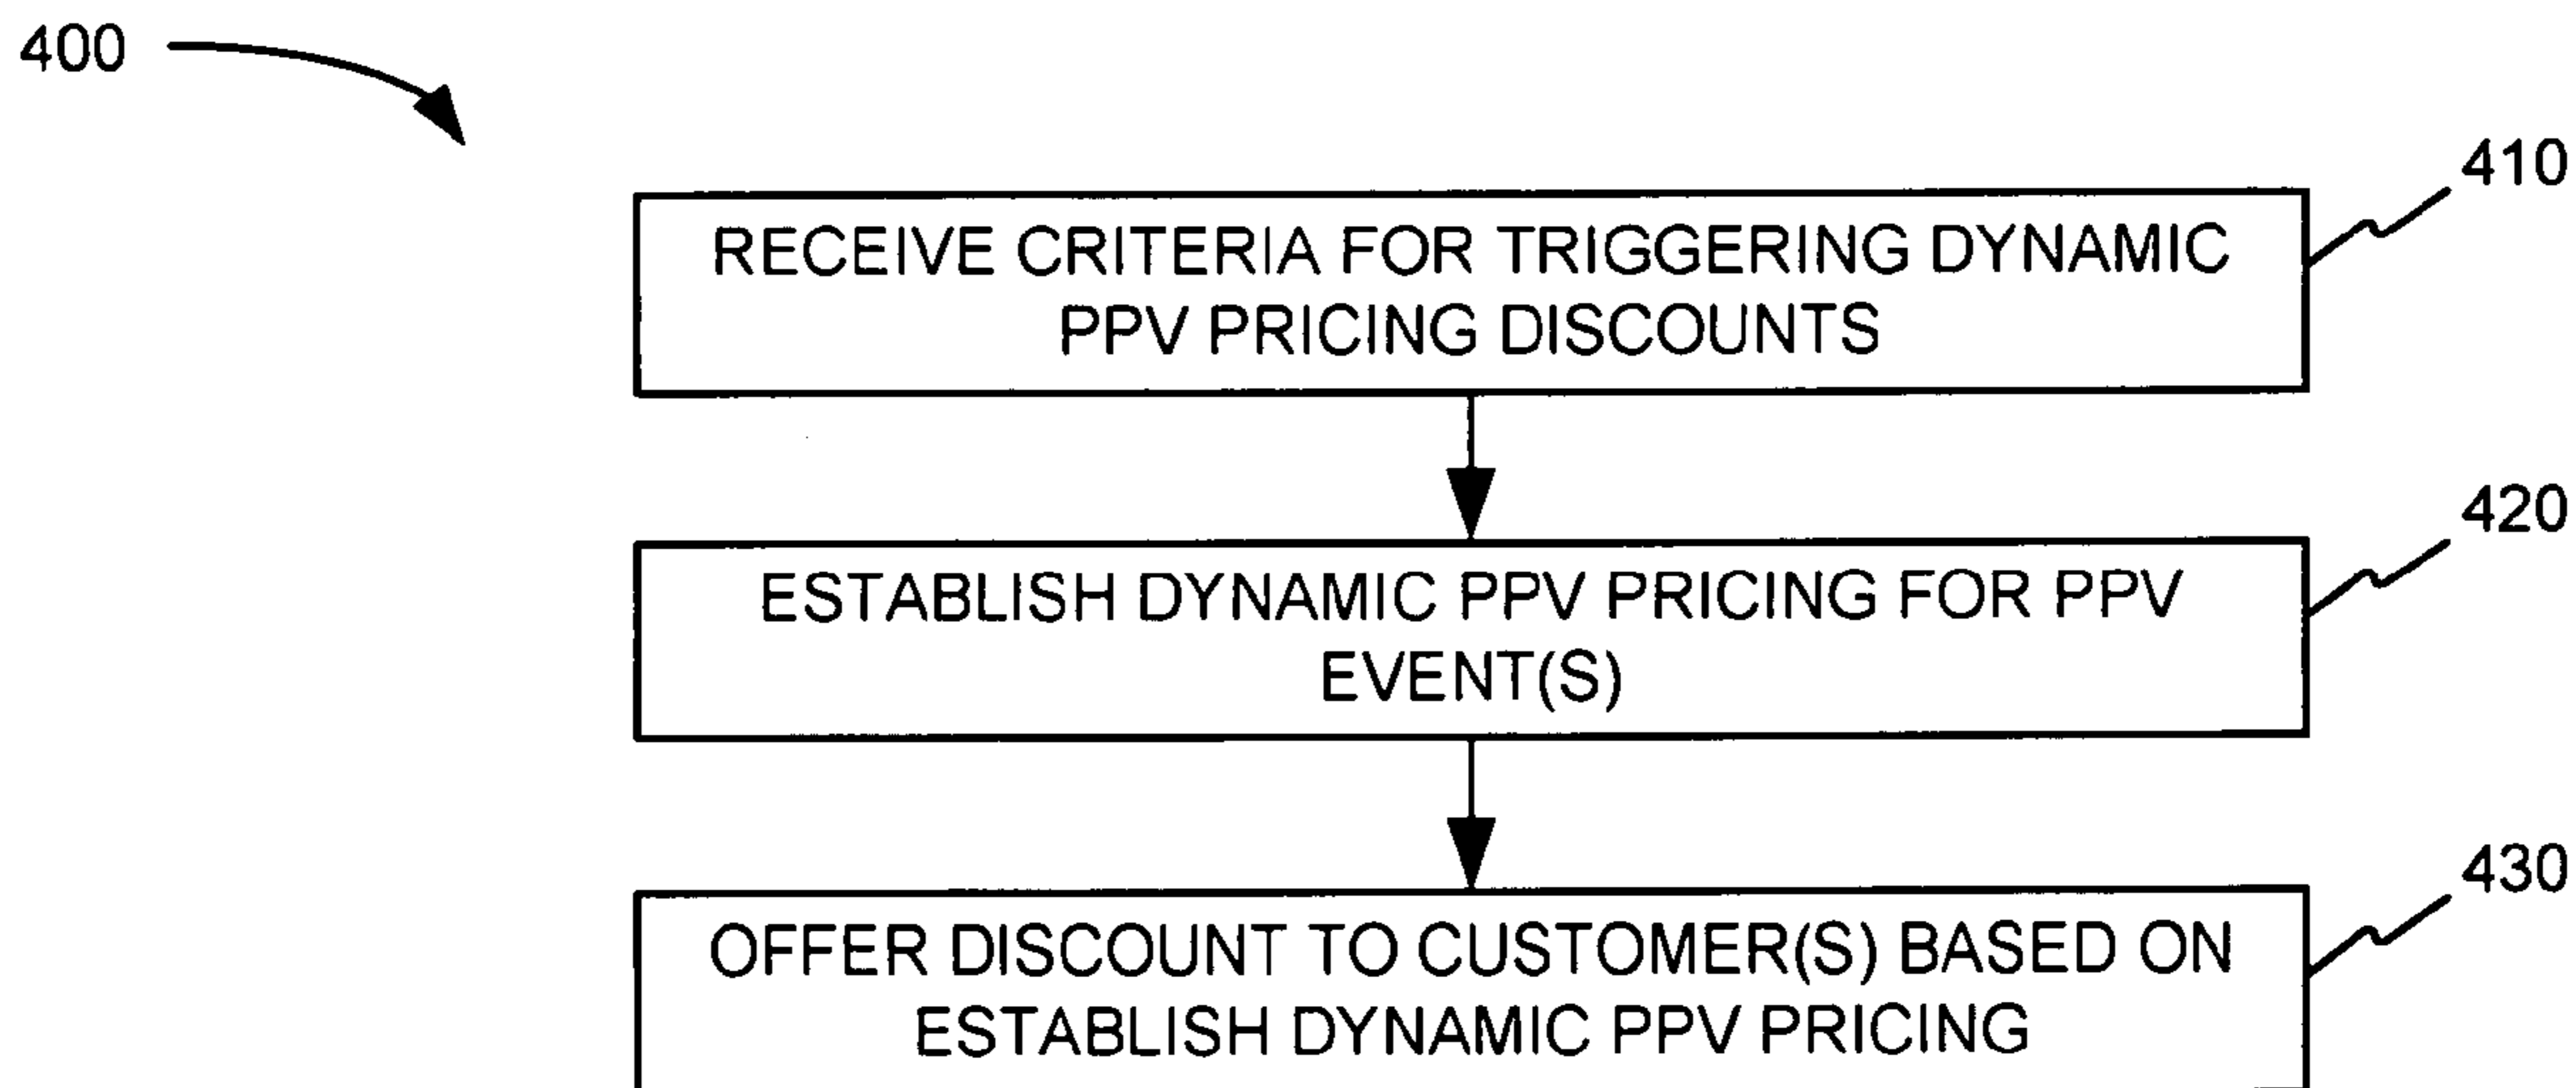 400
410
RECEIVE CRITERIA FOR TRIGGERING DYNAMIC
PPV PRICING DISCOUNTS
420
ESTABLISH DYNAMIC PPV PRICING FOR PPV
EVENT(S)
430
OFFER DISCOUNT TO CUSTOMER(S) BASED ON
ESTABLISH DYNAMIC PPV PRICING